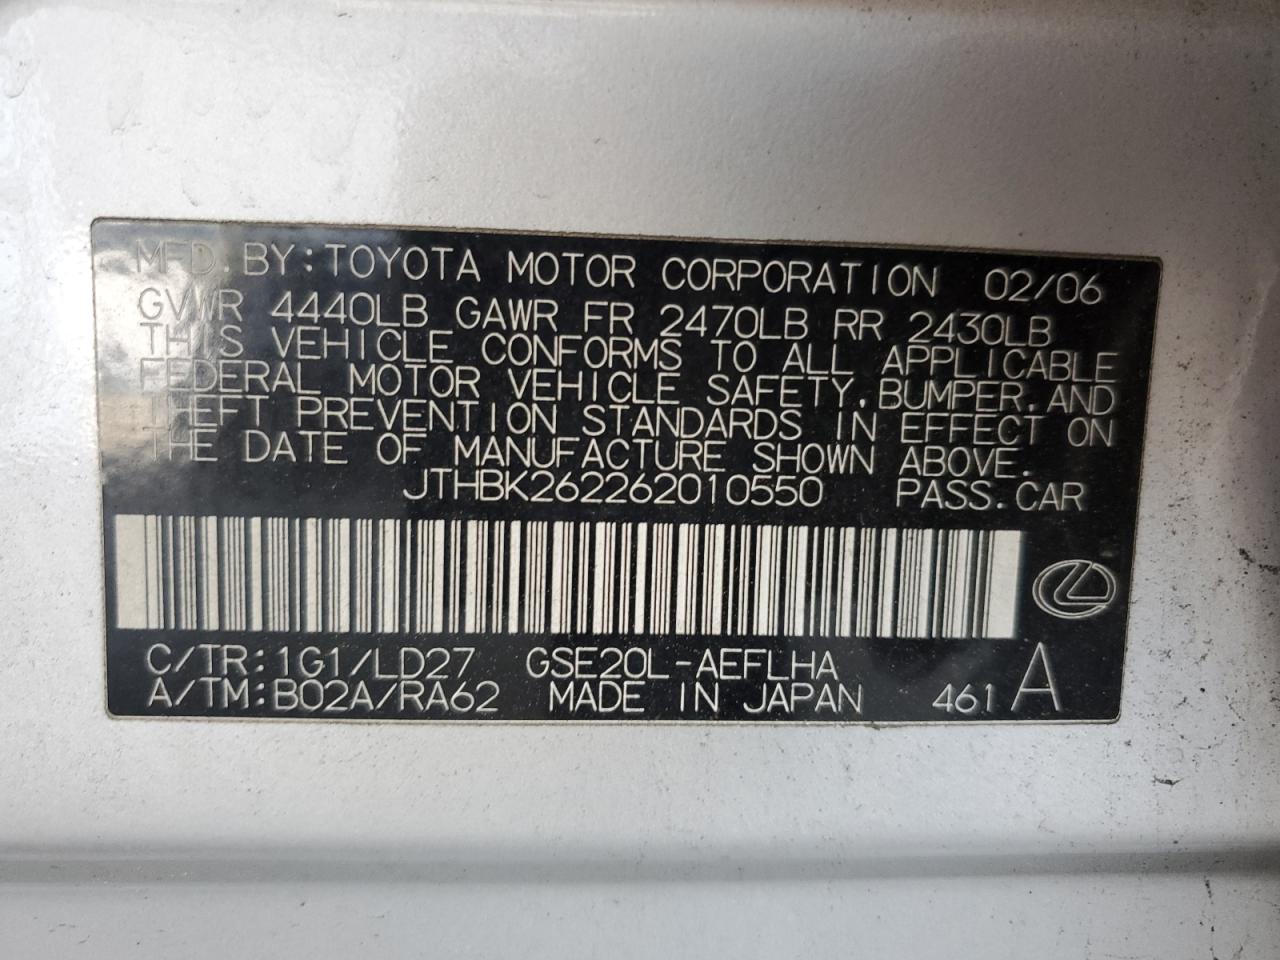 MFD. BY: TOYOTA MOTOR CORPORATION 02/06
GVWR 4440LB GAWR FR 2470LB RR 2430LB
THIS VEHICLE CONFORMS TO ALL APPLICABLE
FEDERAL MOTOR VEHICLE SAFETY, BUMPER, AND
THEFT PREVENTION STANDARDS IN EFFECT ON
THE DATE OF MANUFACTURE SHOWN ABOVE.
JTHBK262262010550 PASS. CAR
C/TR: 1G1/LD27 GSE20L-AEFLHA
A/TM: B02A/RA62 MADE IN JAPAN 461 A